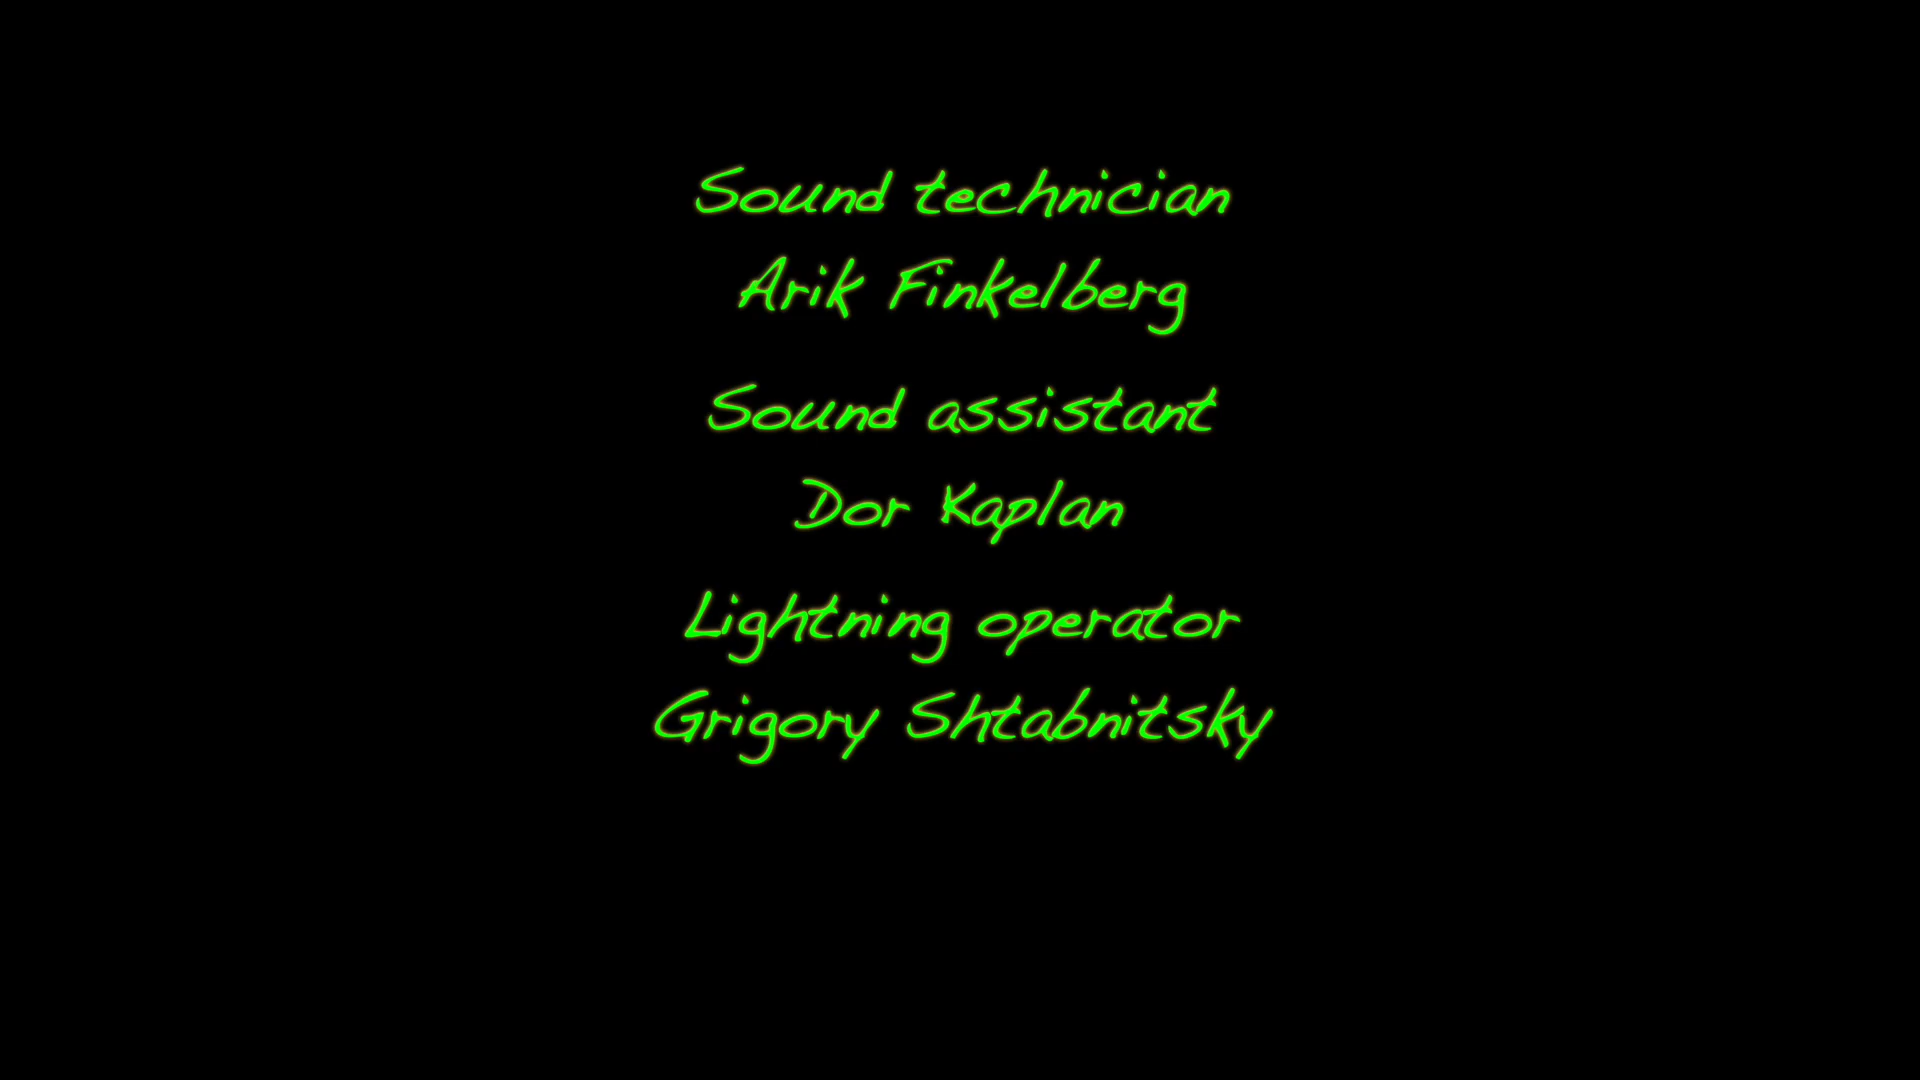 Sound technician
Arik Finkelberg
Sound assistant
Dor Kaplan
Lightning operator
Grigory Shtabnitsky